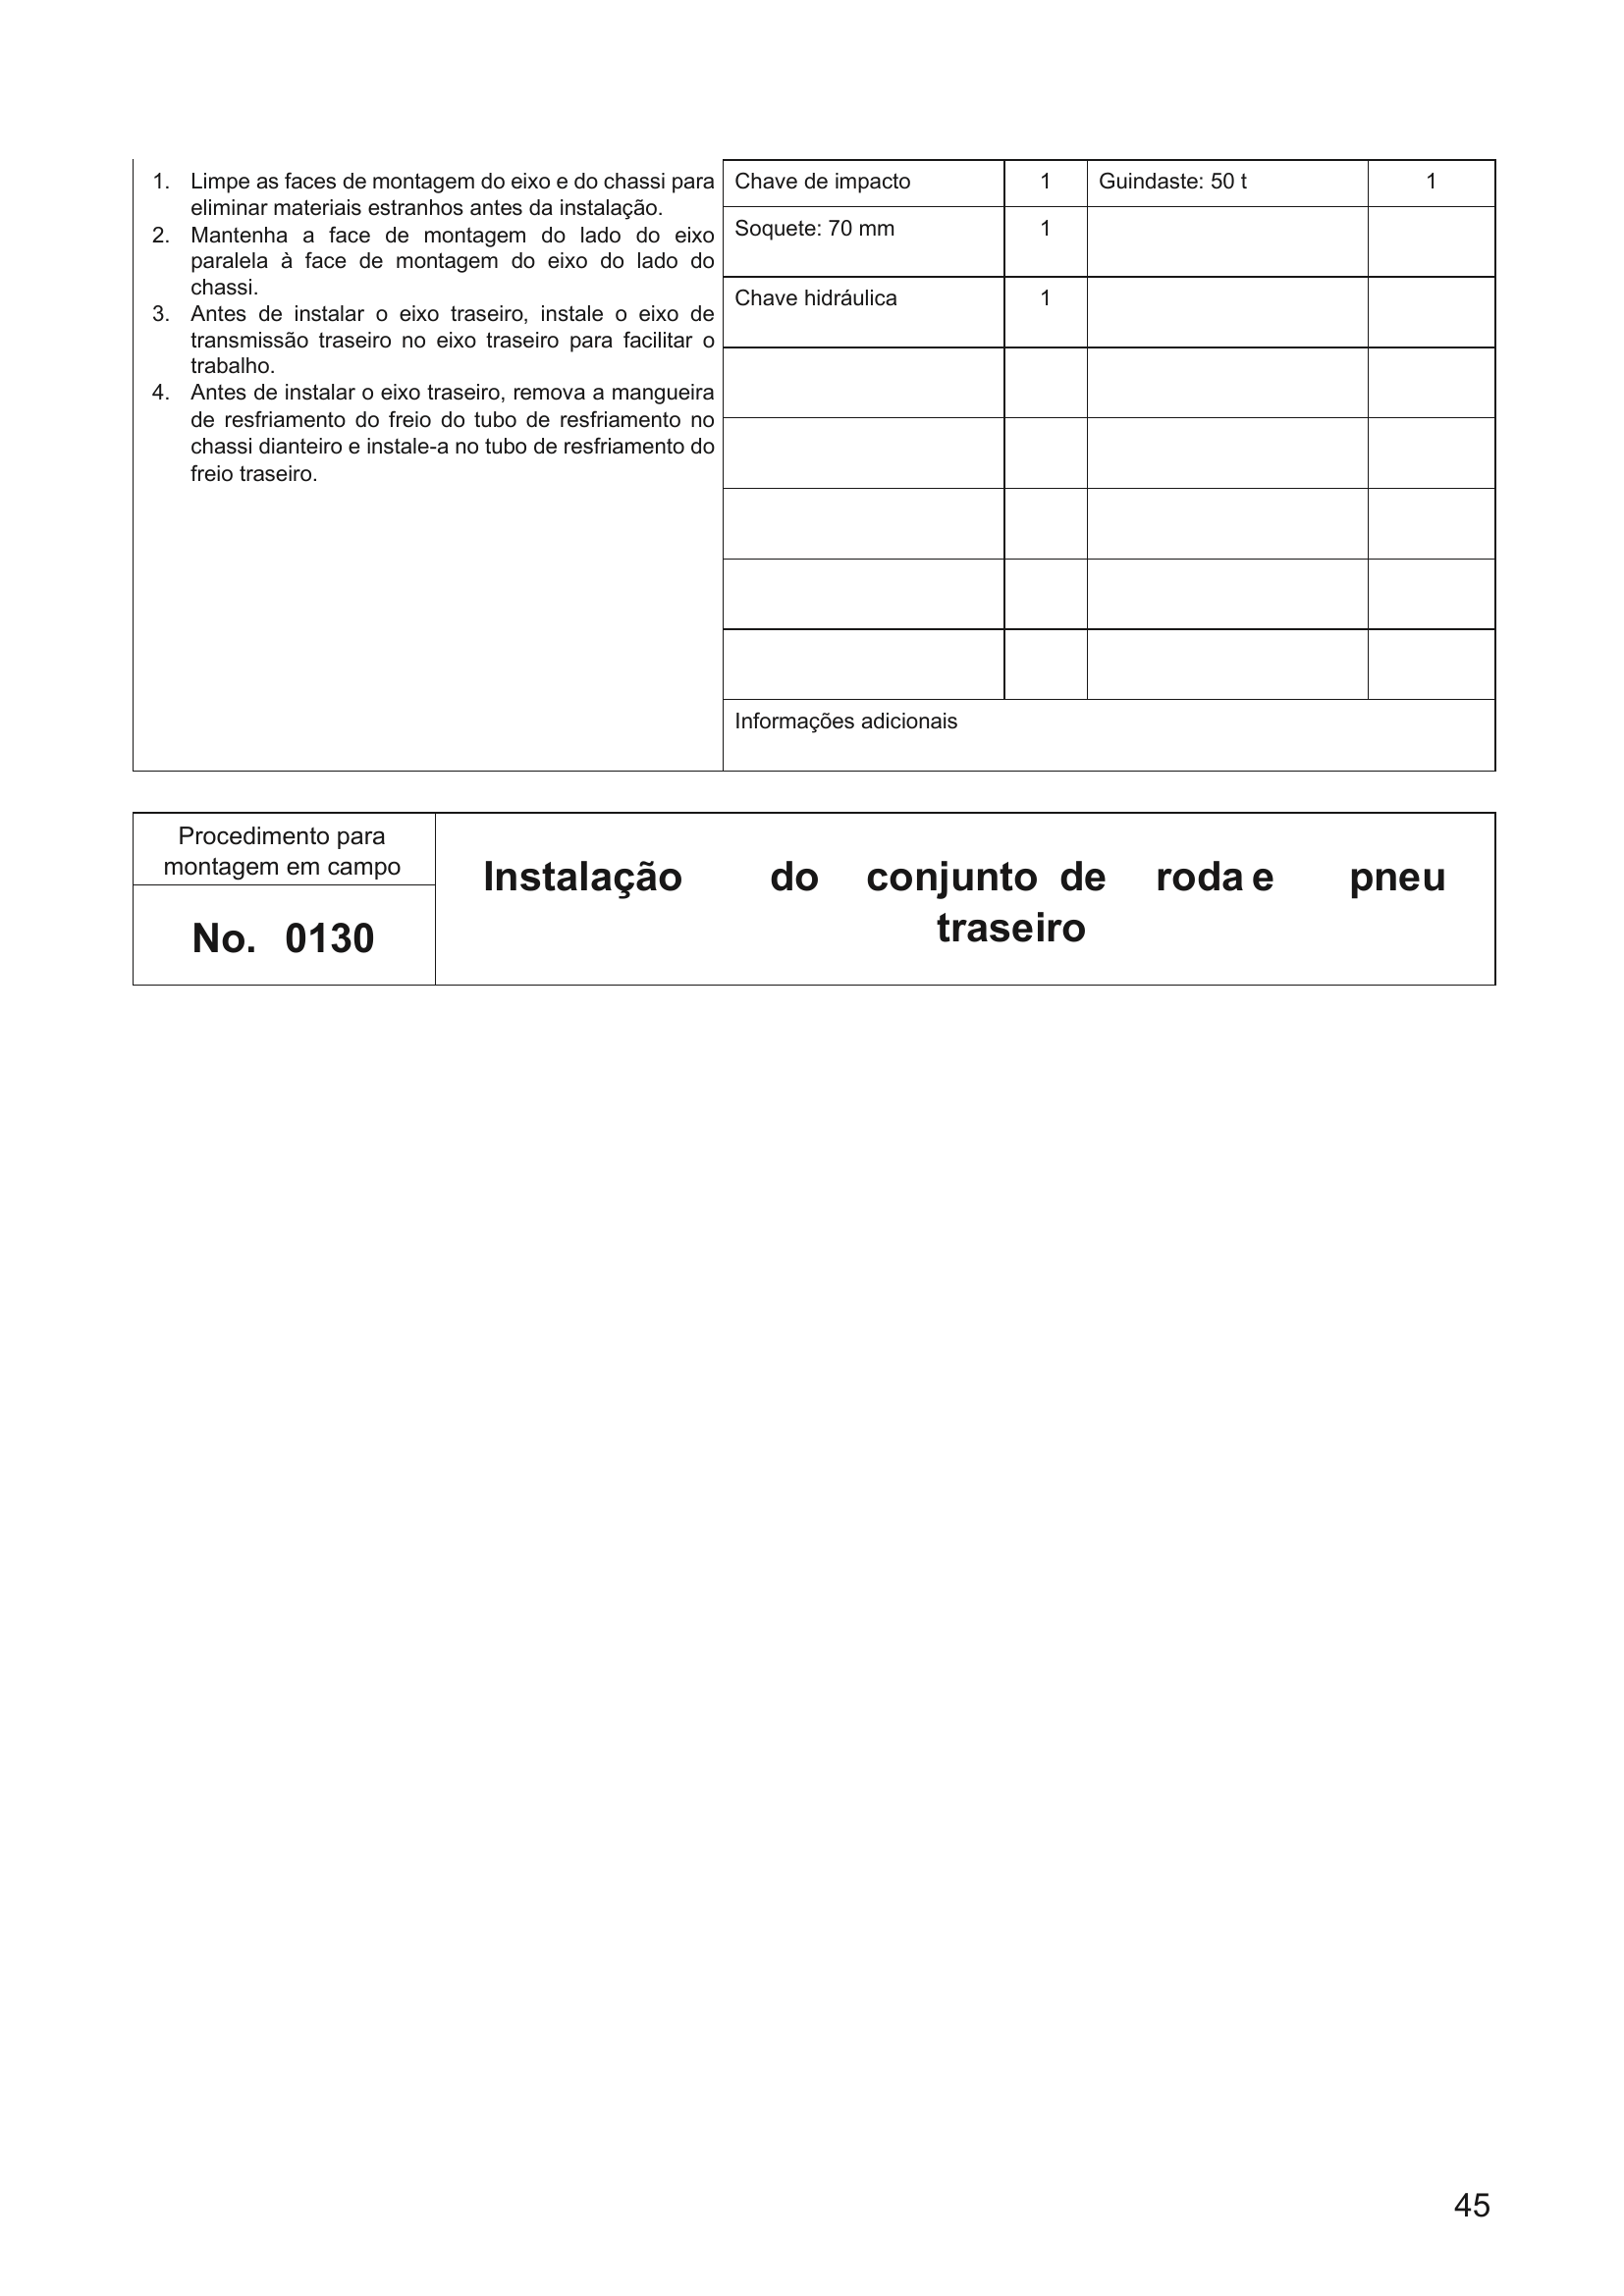 1. Limpe as faces de montagem do eixo e do chassi para
eliminar materiais estranhos antes da instalação.
2. Mantenha a face de montagem do lado do eixo
paralela à face de montagem do eixo do lado do
chassi.
3. Antes de instalar o eixo traseiro, instale o eixo de
transmissão traseiro no eixo traseiro para facilitar o
trabalho.
4. Antes de instalar o eixo traseiro, remova a mangueira
de resfriamento do freio do tubo de resfriamento no
chassi dianteiro e instale-a no tubo de resfriamento do
freio traseiro.
Chave de impacto 1 Guindaste: 50 t 1
Soquete: 70 mm 1
Chave hidráulica 1
Informações adicionais
Procedimento para
montagem em campo
No. 0130
Instalação do conjunto de roda e pneu
traseiro
45